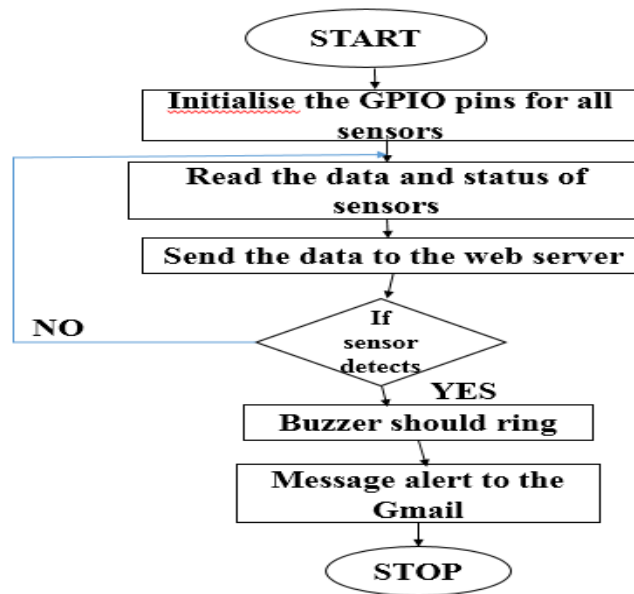 START
Initialise the GPIO pins for all
sensors
Read the data and status of
sensors
Send the data to the web server
If
sensor
detects
NO
YES
Buzzer should ring
Message alert to the
Gmail
STOP